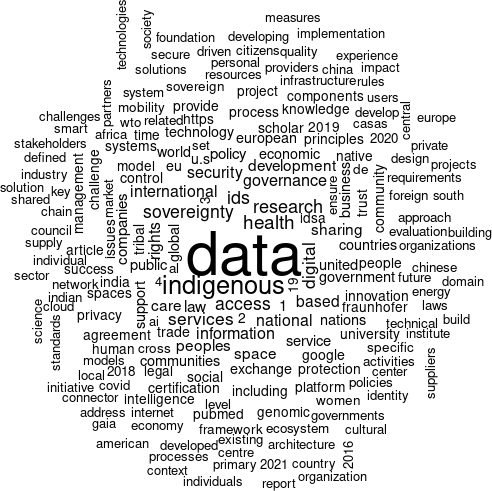 measures
technologies
society
foundation developing implementation
secure driven citizens quality experience
solutions personal providers china impact
resources infrastructure rules
system sovereign project components users
partners mobility provide process knowledge develop central
challenges wto related https scholar 2019 casas europe
smart africa time technology european principles 2020 private
stakeholders systems world set policy economic native design projects
defined model eu u.s security development de requirements
industry management challenge control governance ensure business trust community
solution key international ids foreign south
shared market 3 research
chain issues companies sovereignty health idsa sharing approach
council tribal rights global evaluation building
supply article data digital countries organizations
individual success public al united people chinese
sector network india 4 indigenous 19 government future domain
indian spaces support care law access 1 based innovation energy
science cloud privacy ai services 2 national nations fraunhofer laws
standards agreement trade information university technical build institute
human cross peoples space service specific
models communities google activities suppliers
local 2018 legal exchange protection center
initiative covid certification social including platform policies
connector intelligence level women identity
address internet pubmed genomic governments
gaia economy framework ecosystem cultural
american developed existing architecture
processes centre 2016
context primary 2021 country
individuals report organization